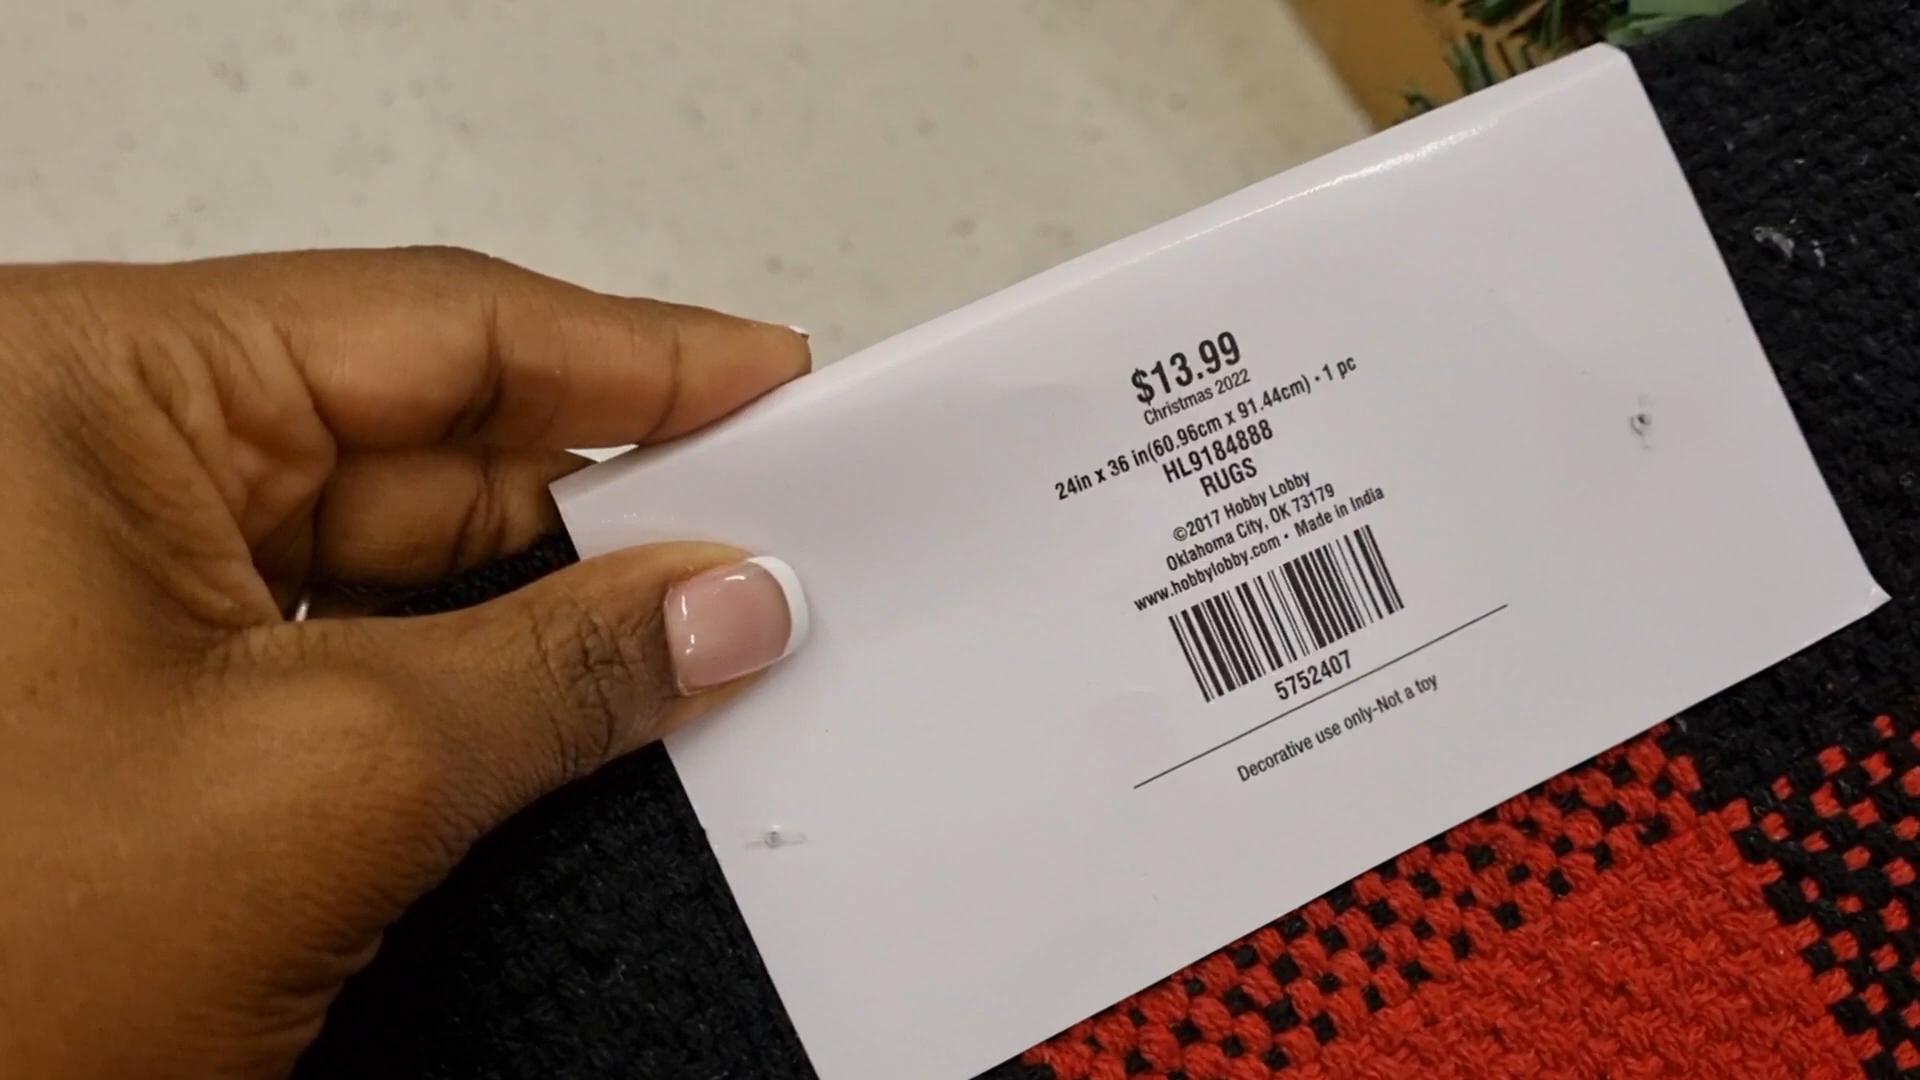 $13.99
Christmas 2022
24in x 36 in(60.96cm x 91.44cm) • 1 pc
HL9184888
RUGS
©2017 Hobby Lobby
Oklahoma City, OK 73179
www.hobbylobby.com • Made in India
5752407
Decorative use only-Not a toy